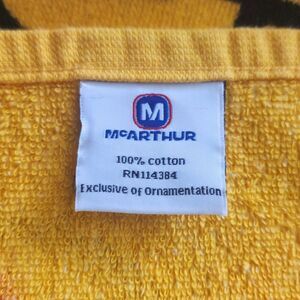 M
McARTHUR
100% cotton
RN114384
Exclusive of Ornamentation